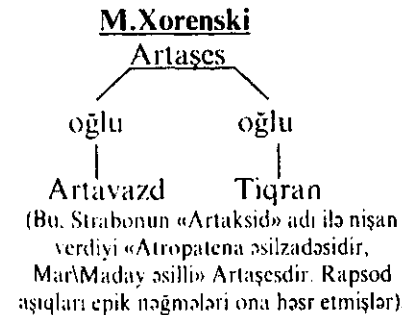 M.Xorenski
Artaşes
oğlu oğlu
Artavazd Tiqran
(Bu, Strabonun «Artaksid» adı ilə nişan
verdiyi «Atropatena əsilzadəsidir,
Mar\Maday əsilli» Artaşesdir. Rapsod
aşıqları epik nəğmələri ona həsr etmişlər)